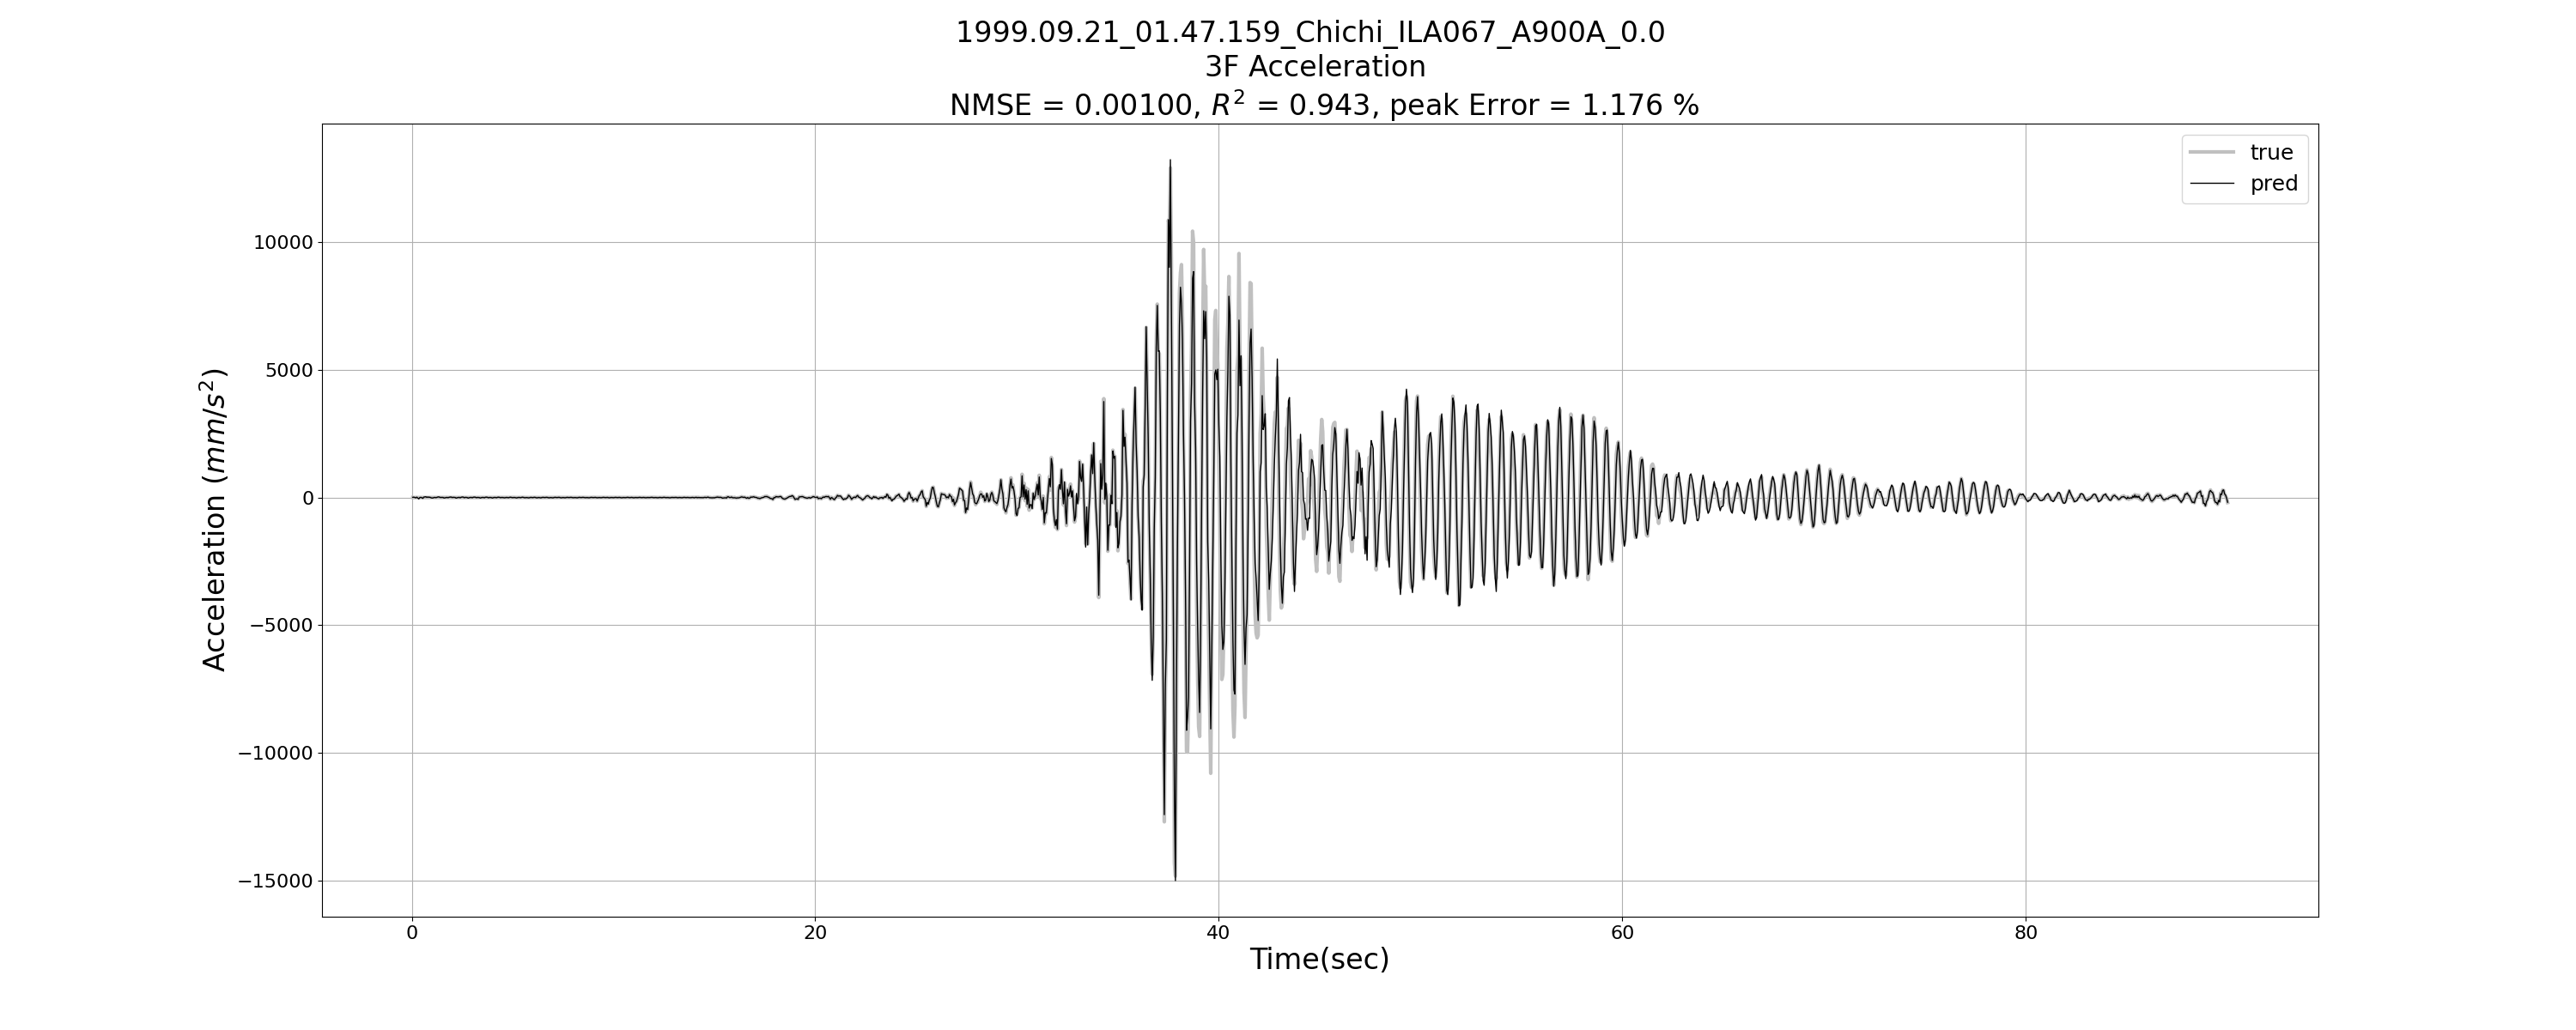 1999.09.21_01.47.159_Chichi_ILA067_A900A_0.0
3F Acceleration
NMSE = 0.00100, R² = 0.943, peak Error = 1.176 %
true
pred
Acceleration (mm/s²)
10000
5000
0
−5000
−10000
−15000
0 20 40 60 80
Time(sec)